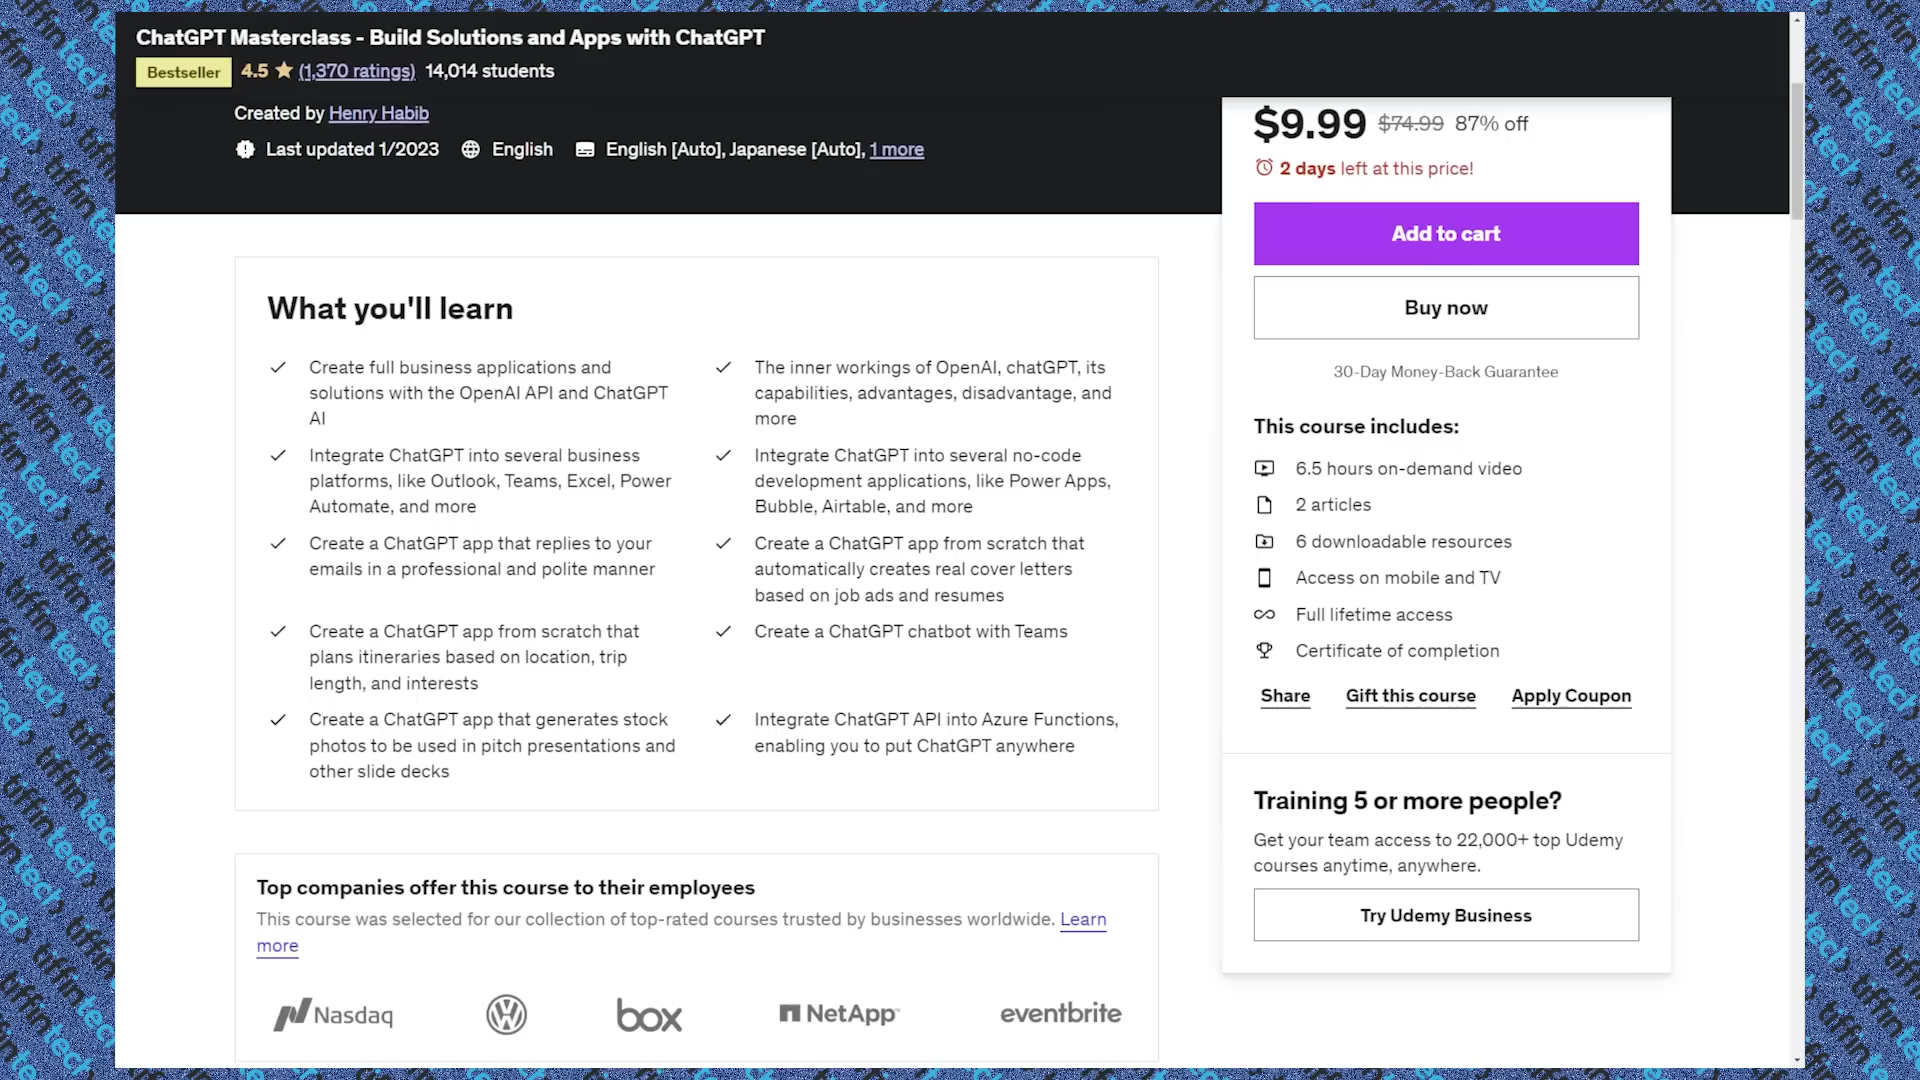 ChatGPT Masterclass - Build Solutions and Apps with ChatGPT
Bestseller 4.5 (1,370 ratings) 14,014 students
Created by Henry Habib
Last updated 1/2023 English English [Auto], Japanese [Auto], 1 more
$9.99 $74.99 87% off
2 days left at this price!
Add to cart
Buy now
30-Day Money-Back Guarantee
This course includes:
6.5 hours on-demand video
2 articles
6 downloadable resources
Access on mobile and TV
Full lifetime access
Certificate of completion
Share Gift this course Apply Coupon
Training 5 or more people?
Get your team access to 22,000+ top Udemy
courses anytime, anywhere.
Try Udemy Business
What you'll learn
Create full business applications and
solutions with the OpenAI API and ChatGPT
AI
The inner workings of OpenAI, chatGPT, its
capabilities, advantages, disadvantage, and
more
Integrate ChatGPT into several business
platforms, like Outlook, Teams, Excel, Power
Automate, and more
Integrate ChatGPT into several no-code
development applications, like Power Apps,
Bubble, Airtable, and more
Create a ChatGPT app that replies to your
emails in a professional and polite manner
Create a ChatGPT app from scratch that
automatically creates real cover letters
based on job ads and resumes
Create a ChatGPT app from scratch that
plans itineraries based on location, trip
length, and interests
Create a ChatGPT chatbot with Teams
Create a ChatGPT app that generates stock
photos to be used in pitch presentations and
other slide decks
Integrate ChatGPT API into Azure Functions,
enabling you to put ChatGPT anywhere
Top companies offer this course to their employees
This course was selected for our collection of top-rated courses trusted by businesses worldwide. Learn
more
Nasdaq box NetApp eventbrite
tiffintech